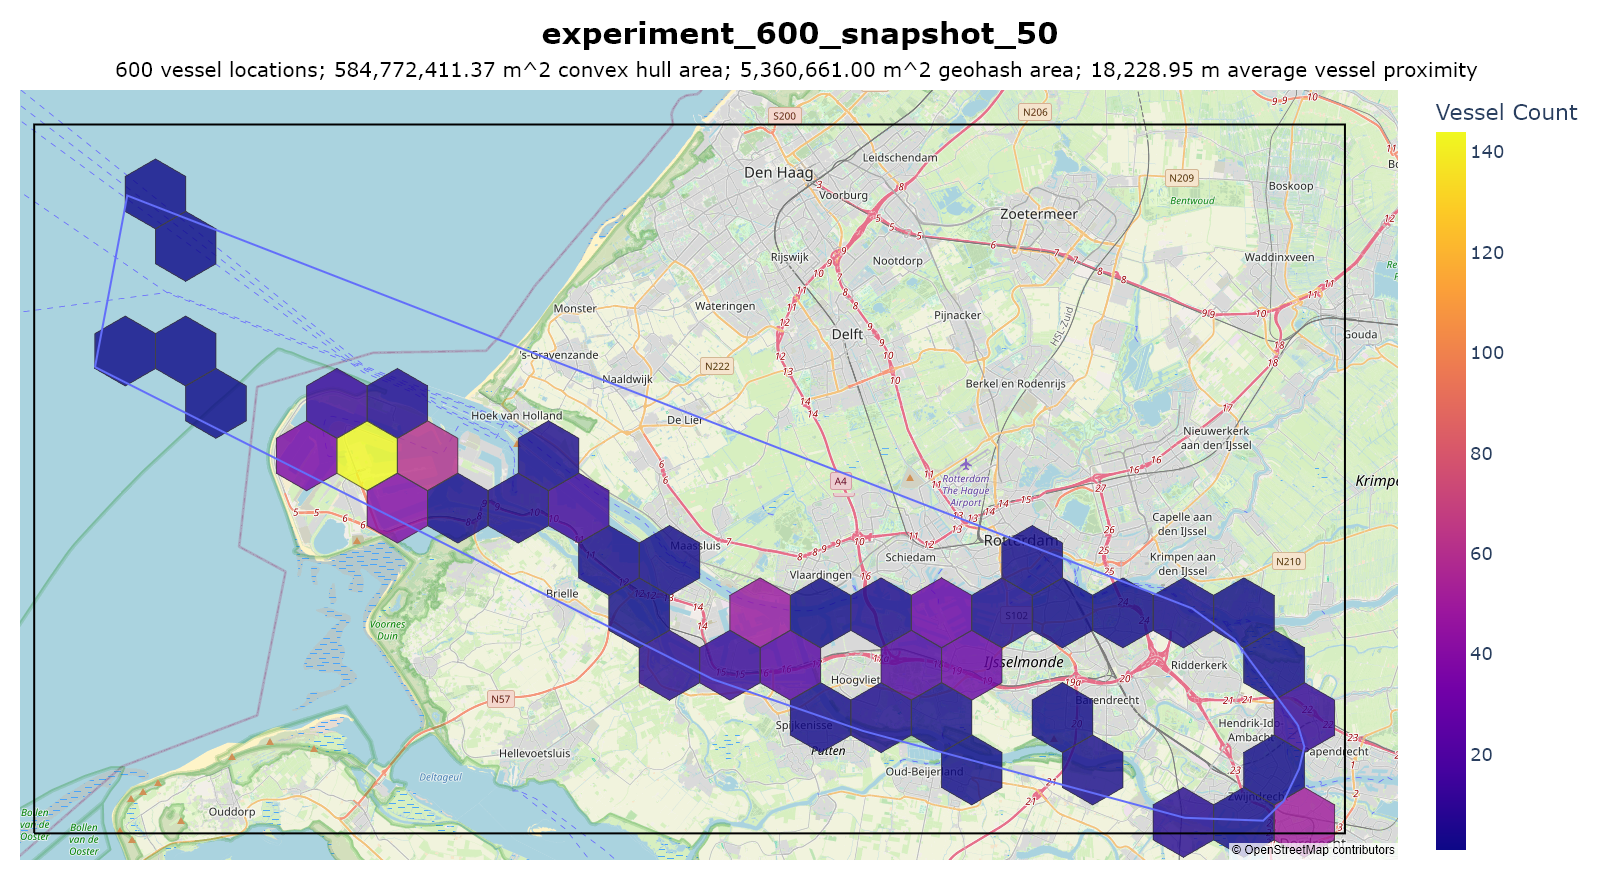 experiment_600_snapshot_50
600 vessel locations; 584,772,411.37 m^2 convex hull area; 5,360,661.00 m^2 geohash area; 18,228.95 m average vessel proximity
Vessel Count
140
120
100
80
60
40
20
S200
N206
Leidschendam
Den Haag
Voorburg
N209
Boskoop
Bentwoud
Zoetermeer
Rijswijk
Nootdorp
Waddinxveen
Monster
Wateringen
Pijnacker
HSL-Zuid
Delft
Gouda
's-Gravenzande
N222
Naaldwijk
Berkel en Rodenrijs
Hoek van Holland
De Lier
Nieuwerkerk
aan den IJssel
A4
Rotterdam
The Hague
Airport
Capelle aan
den IJssel
Maassluis
Schiedam
Rotterdam
Krimpen aan
den IJssel
N210
Vlaardingen
Brielle
S102
Voornes
Duin
IJsselmonde
Ridderkerk
Hoogvliet
N57
Barendrecht
Spijkenisse
Hendrik-Ido-
Ambacht
Putten
Papendrecht
Hellevoetsluis
Oud-Beijerland
Deltageul
Zwijndrecht
Ouddorp
Bollen
van de
Ooster
Bollen
van de
Ooster
© OpenStreetMap contributors